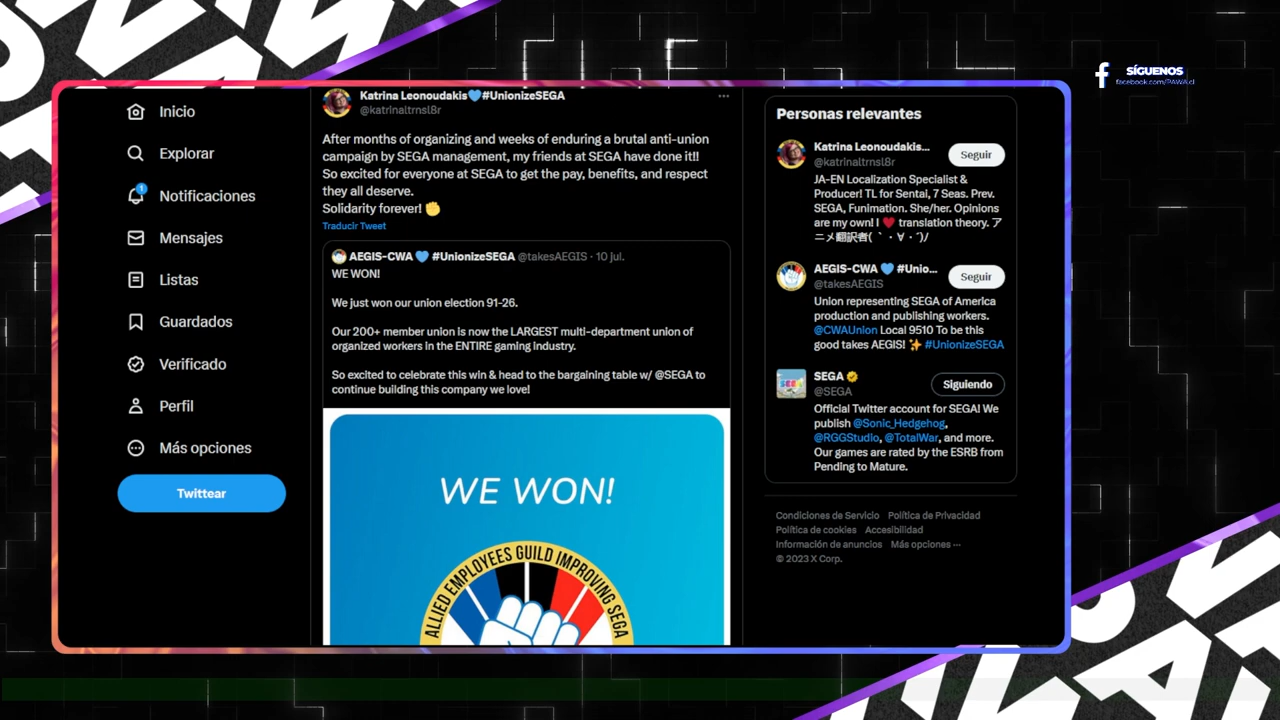 SÍGUENOS
facebook.com/PAWA.cl
Inicio
Explorar
1
Notificaciones
Mensajes
Listas
Guardados
Verificado
Perfil
Más opciones
Twittear
Katrina Leonoudakis💙#UnionizeSEGA
@katrinaltrnsl8r
After months of organizing and weeks of enduring a brutal anti-union
campaign by SEGA management, my friends at SEGA have done it!!
So excited for everyone at SEGA to get the pay, benefits, and respect
they all deserve.
Solidarity forever! ✊
Traducir Tweet
AEGIS-CWA 💙 #UnionizeSEGA @takesAEGIS · 10 jul.
WE WON!
We just won our union election 91-26.
Our 200+ member union is now the LARGEST multi-department union of
organized workers in the ENTIRE gaming industry.
So excited to celebrate this win & head to the bargaining table w/ @SEGA to
continue building this company we love!
WE WON!
ALLIED EMPLOYEES GUILD IMPROVING SEGA
Personas relevantes
Katrina Leonoudakis...
@katrinaltrnsl8r
Seguir
JA-EN Localization Specialist &
Producer! TL for Sentai, 7 Seas. Prev.
SEGA, Funimation. She/her. Opinions
are my own! I ♥ translation theory. ア
ニメ翻訳者( ｀・∀・´)/
AEGIS-CWA 💙 #Unio...
@takesAEGIS
Seguir
Union representing SEGA of America
production and publishing workers.
@CWAUnion Local 9510 To be this
good takes AEGIS! ✨ #UnionizeSEGA
SEGA
@SEGA
Siguiendo
Official Twitter account for SEGA! We
publish @Sonic_Hedgehog,
@RGGStudio, @TotalWar, and more.
Our games are rated by the ESRB from
Pending to Mature.
Condiciones de Servicio Política de Privacidad
Política de cookies Accesibilidad
Información de anuncios Más opciones ···
© 2023 X Corp.